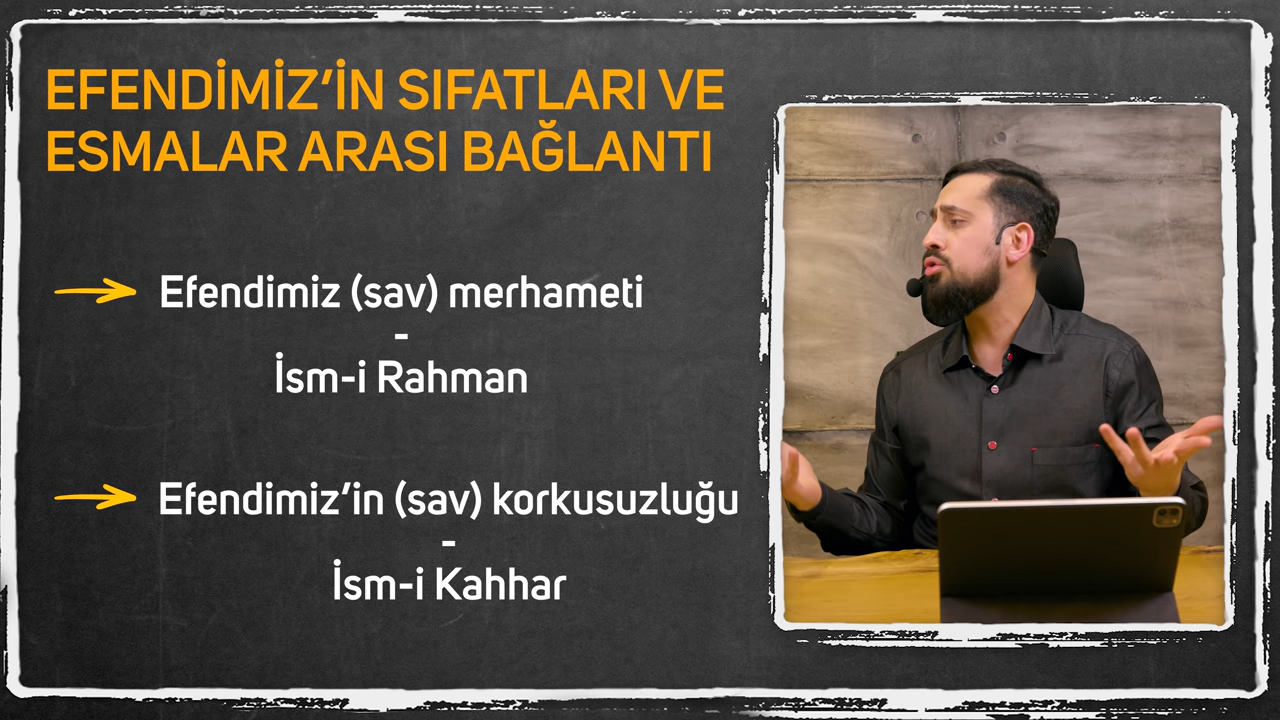 EFENDİMİZ'İN SIFATLARI VE
ESMALAR ARASI BAĞLANTI
Efendimiz (sav) merhameti
-
İsm-i Rahman
Efendimiz'in (sav) korkusuzluğu
-
İsm-i Kahhar